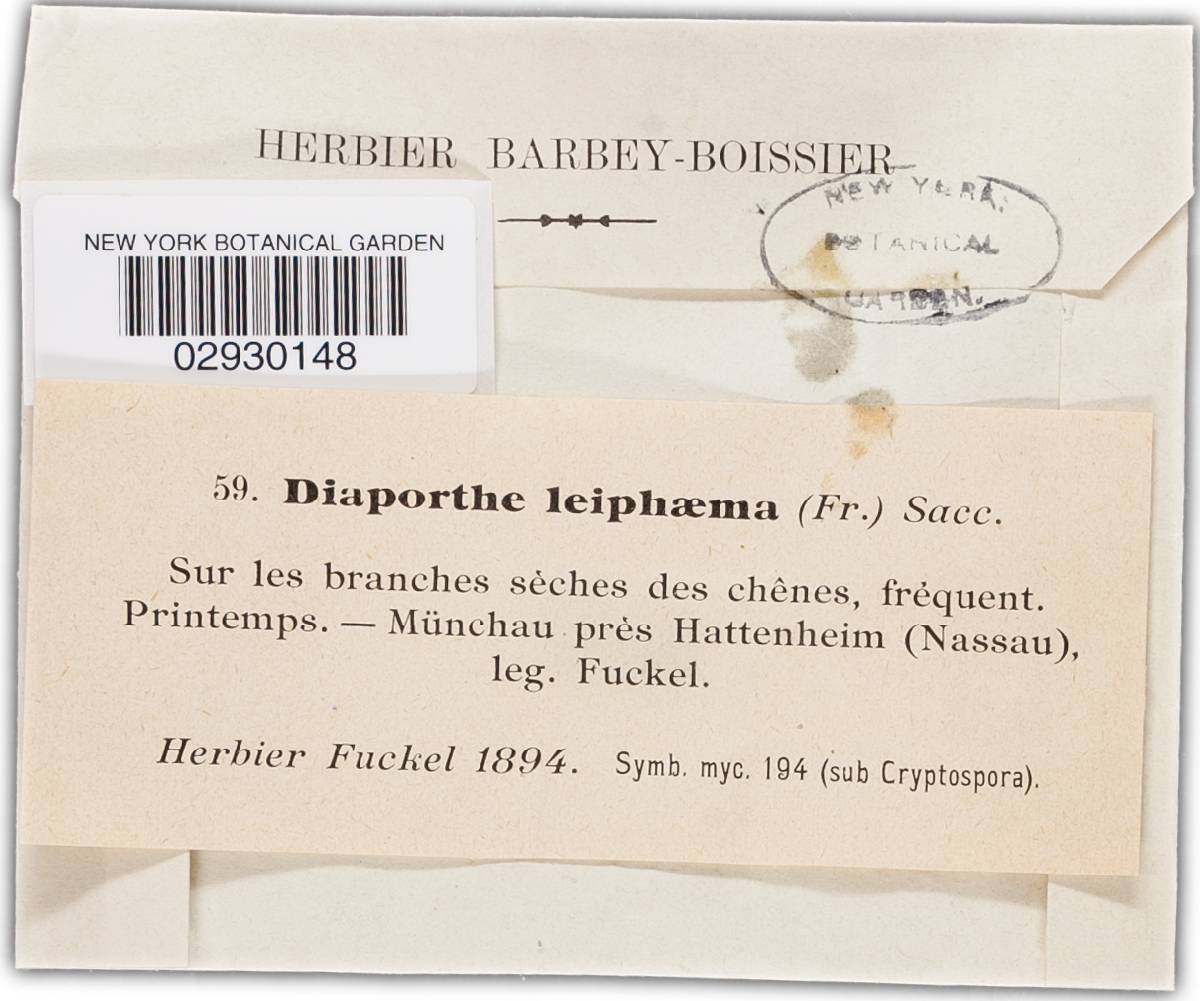 HERBIER BARBEY-BOISSIER
NEW YORK
BOTANICAL
GARDEN.
NEW YORK BOTANICAL GARDEN
02930148
59. Diaporthe leiphæma (Fr.) Sacc.
Sur les branches sèches des chênes, fréquent.
Printemps. — Münchau près Hattenheim (Nassau),
leg. Fuckel.
Herbier Fuckel 1894. Symb. myc. 194 (sub Cryptospora).